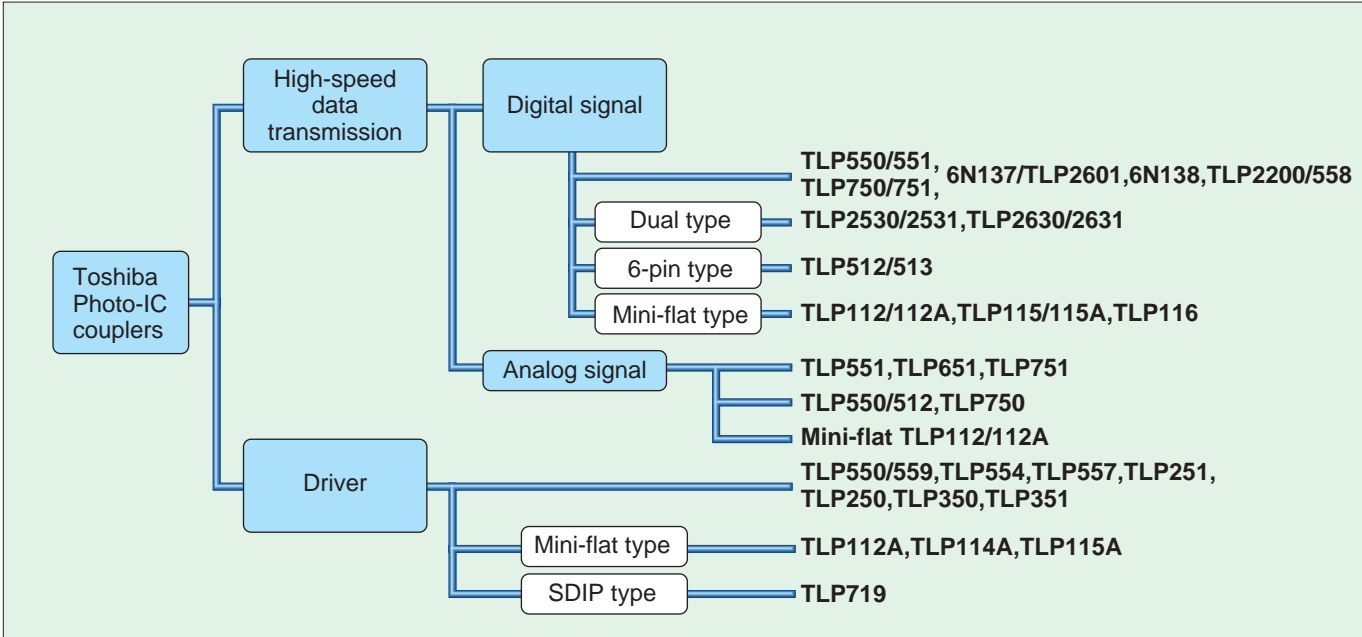 High-speed
data
transmission
Digital signal
TLP550/551,
TLP750/751,
6N137/TLP2601,6N138,TLP2200/558
Dual type
TLP2530/2531,TLP2630/2631
6-pin type
TLP512/513
Mini-flat type
TLP112/112A,TLP115/115A,TLP116
Toshiba
Photo-IC
couplers
Analog signal
TLP551,TLP651,TLP751
TLP550/512,TLP750
Mini-flat TLP112/112A
Driver
TLP550/559,TLP554,TLP557,TLP251,
TLP250,TLP350,TLP351
Mini-flat type
TLP112A,TLP114A,TLP115A
SDIP type
TLP719